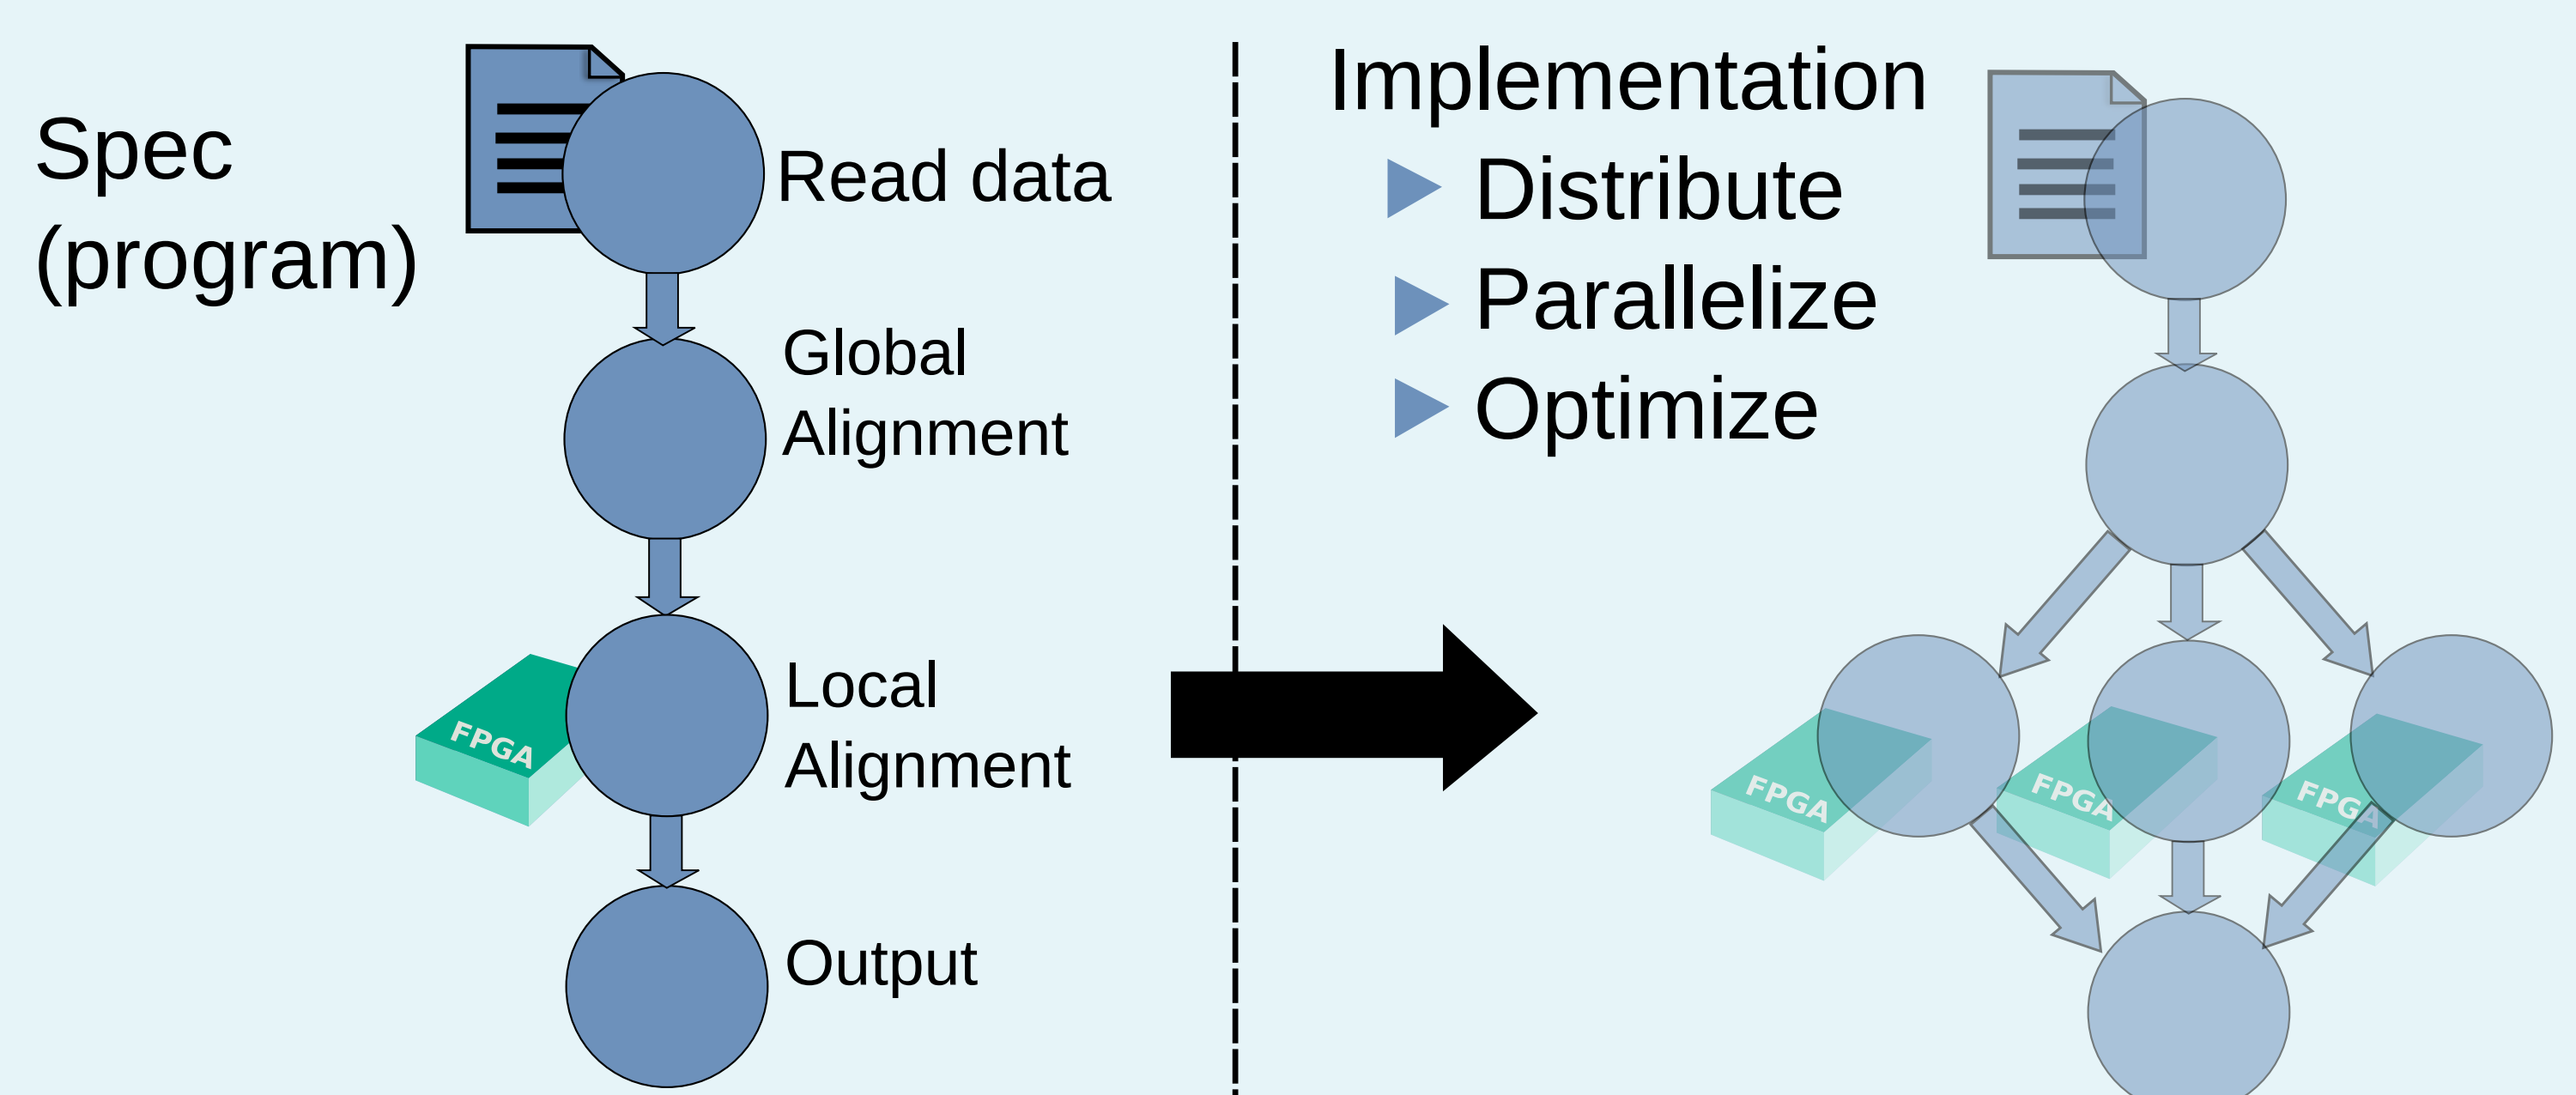 Spec
(program)
Read data
Global
Alignment
Local
Alignment
Output
FPGA
Implementation
Distribute
Parallelize
Optimize
FPGA
FPGA
FPGA